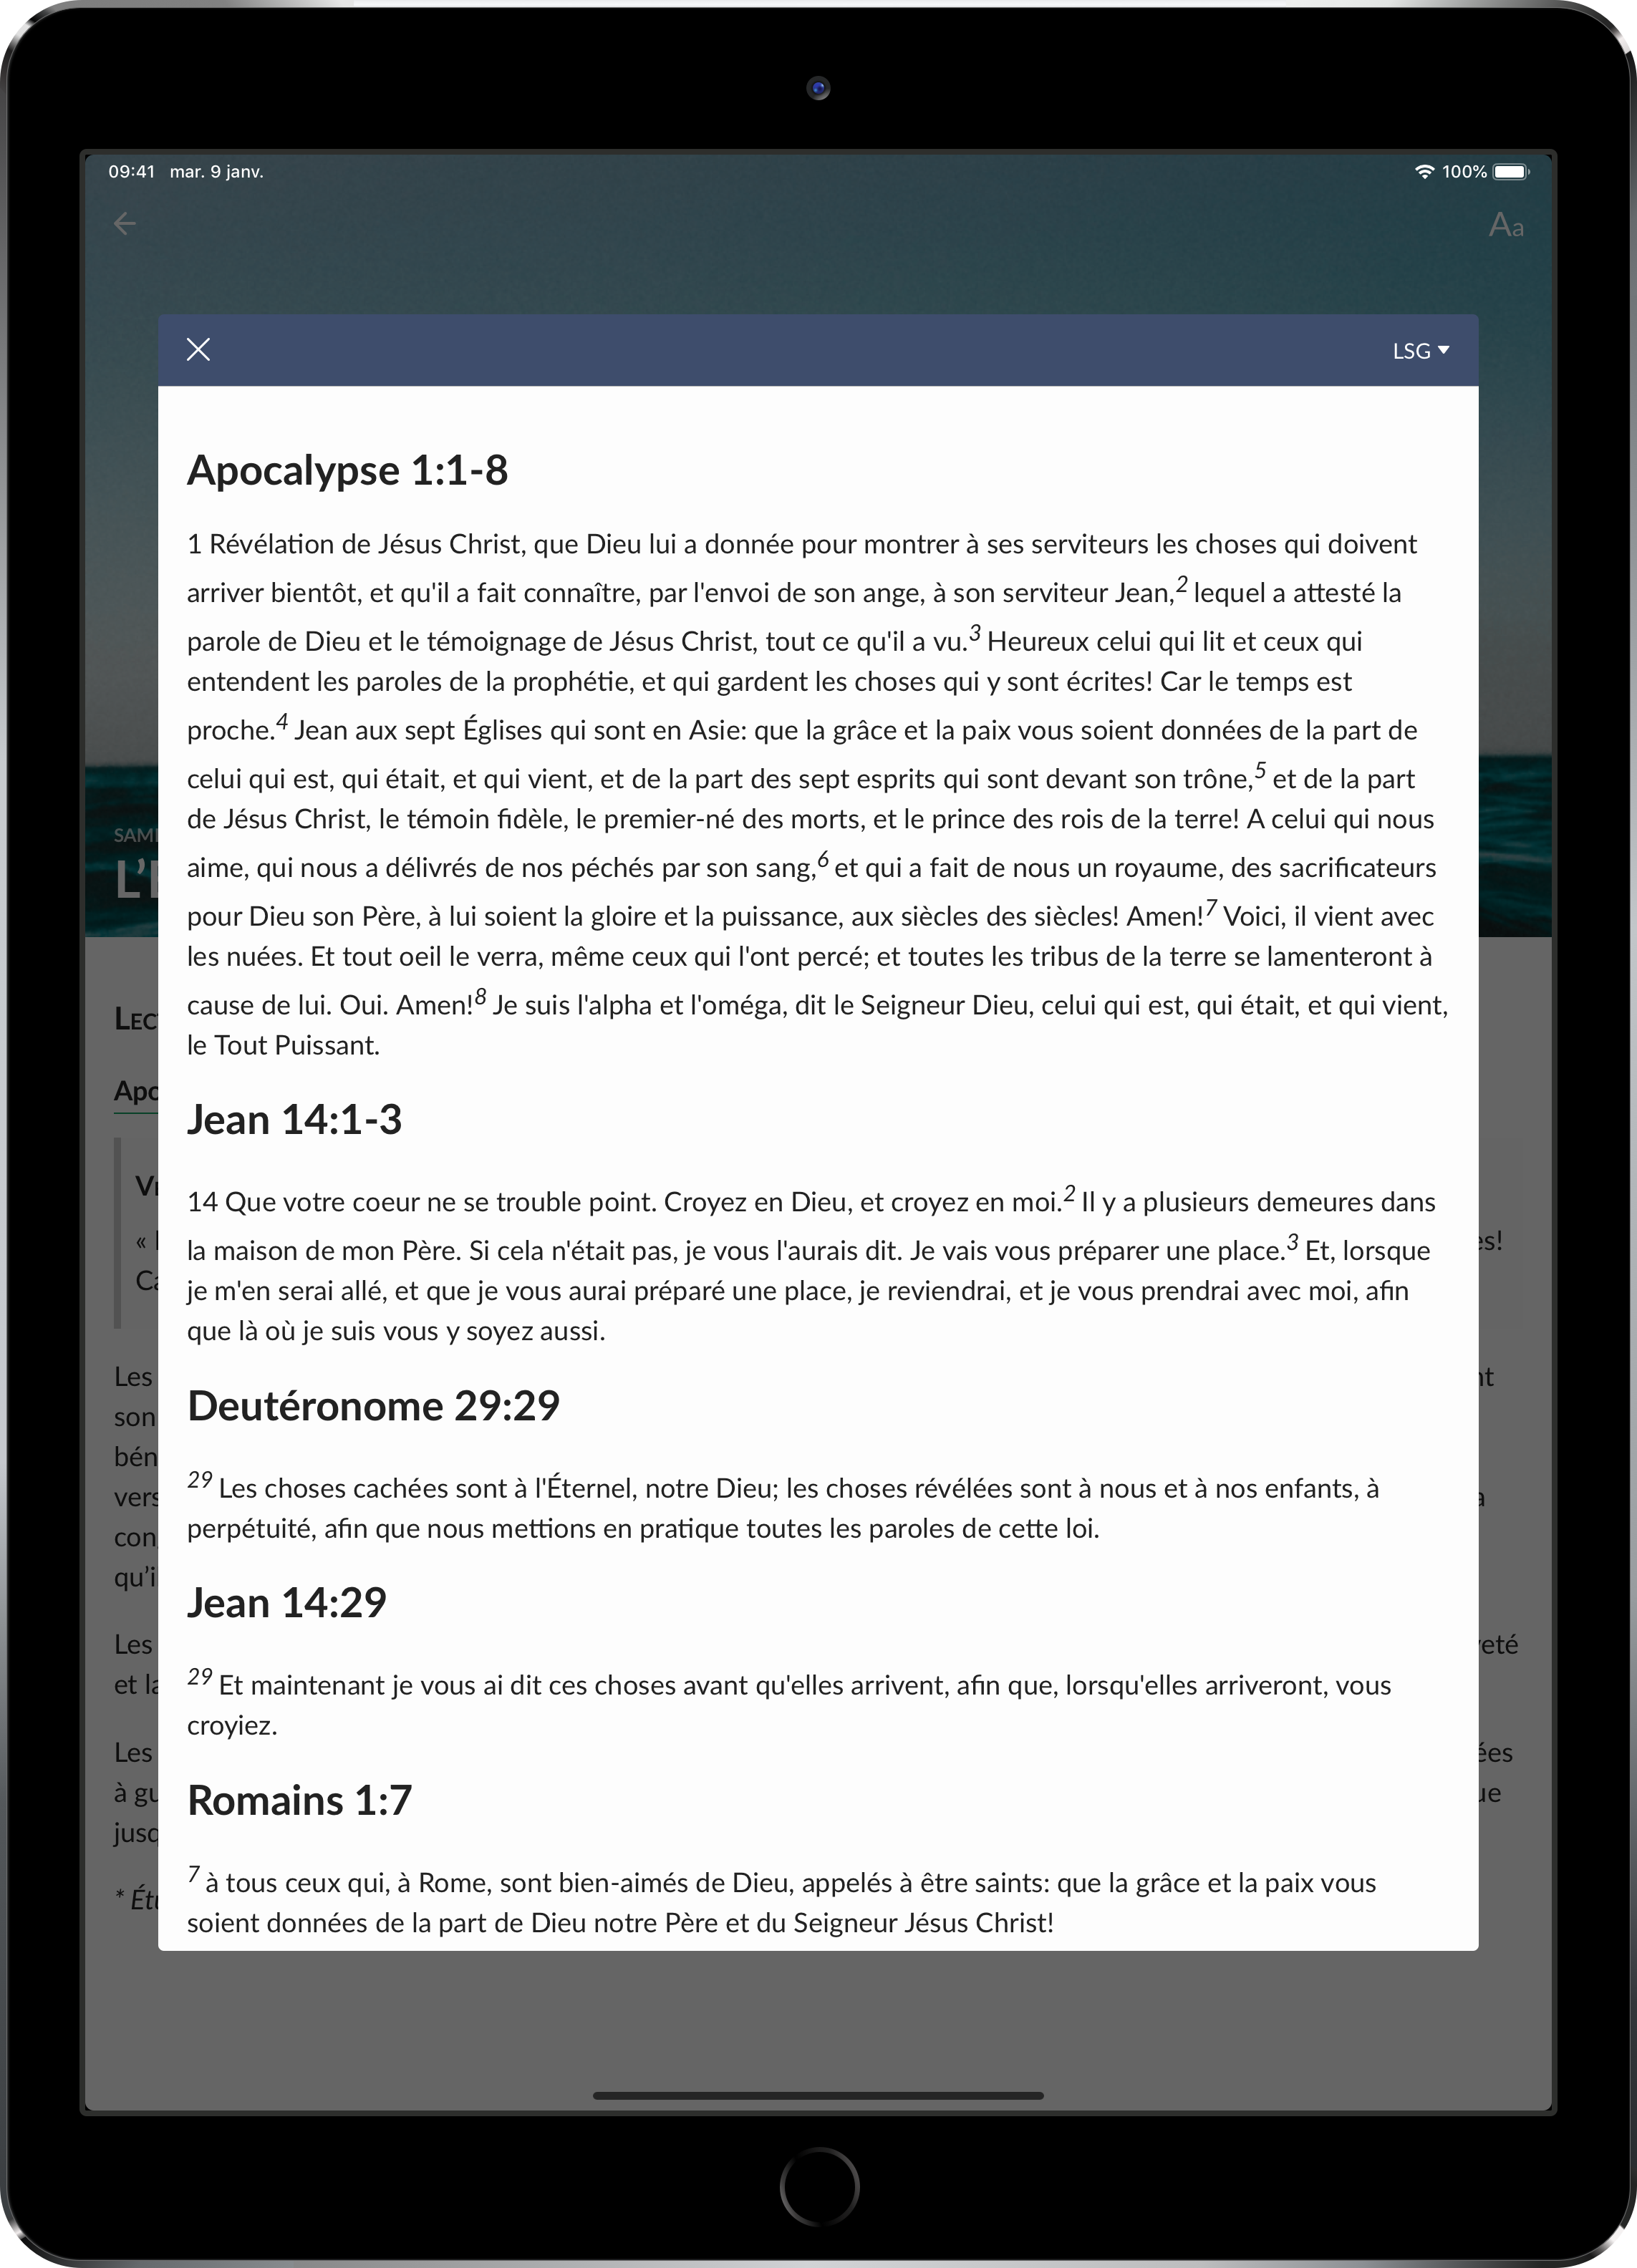 09:41 mar. 9 janv.
100%
Aa
LSG
Apocalypse 1:1-8
1 Révélation de Jésus Christ, que Dieu lui a donnée pour montrer à ses serviteurs les choses qui doivent
arriver bientôt, et qu'il a fait connaître, par l'envoi de son ange, à son serviteur Jean,2 lequel a attesté la
parole de Dieu et le témoignage de Jésus Christ, tout ce qu'il a vu.3 Heureux celui qui lit et ceux qui
entendent les paroles de la prophétie, et qui gardent les choses qui y sont écrites! Car le temps est
proche.4 Jean aux sept Églises qui sont en Asie: que la grâce et la paix vous soient données de la part de
celui qui est, qui était, et qui vient, et de la part des sept esprits qui sont devant son trône,5 et de la part
de Jésus Christ, le témoin fidèle, le premier-né des morts, et le prince des rois de la terre! A celui qui nous
aime, qui nous a délivrés de nos péchés par son sang,6 et qui a fait de nous un royaume, des sacrificateurs
pour Dieu son Père, à lui soient la gloire et la puissance, aux siècles des siècles! Amen!7 Voici, il vient avec
les nuées. Et tout oeil le verra, même ceux qui l'ont percé; et toutes les tribus de la terre se lamenteront à
cause de lui. Oui. Amen!8 Je suis l'alpha et l'oméga, dit le Seigneur Dieu, celui qui est, qui était, et qui vient,
le Tout Puissant.
Jean 14:1-3
14 Que votre coeur ne se trouble point. Croyez en Dieu, et croyez en moi.2 Il y a plusieurs demeures dans
la maison de mon Père. Si cela n'était pas, je vous l'aurais dit. Je vais vous préparer une place.3 Et, lorsque
je m'en serai allé, et que je vous aurai préparé une place, je reviendrai, et je vous prendrai avec moi, afin
que là où je suis vous y soyez aussi.
Deutéronome 29:29
29 Les choses cachées sont à l'Éternel, notre Dieu; les choses révélées sont à nous et à nos enfants, à
perpétuité, afin que nous mettions en pratique toutes les paroles de cette loi.
Jean 14:29
29 Et maintenant je vous ai dit ces choses avant qu'elles arrivent, afin que, lorsqu'elles arriveront, vous
croyiez.
Romains 1:7
7 à tous ceux qui, à Rome, sont bien-aimés de Dieu, appelés à être saints: que la grâce et la paix vous
soient données de la part de Dieu notre Père et du Seigneur Jésus Christ!